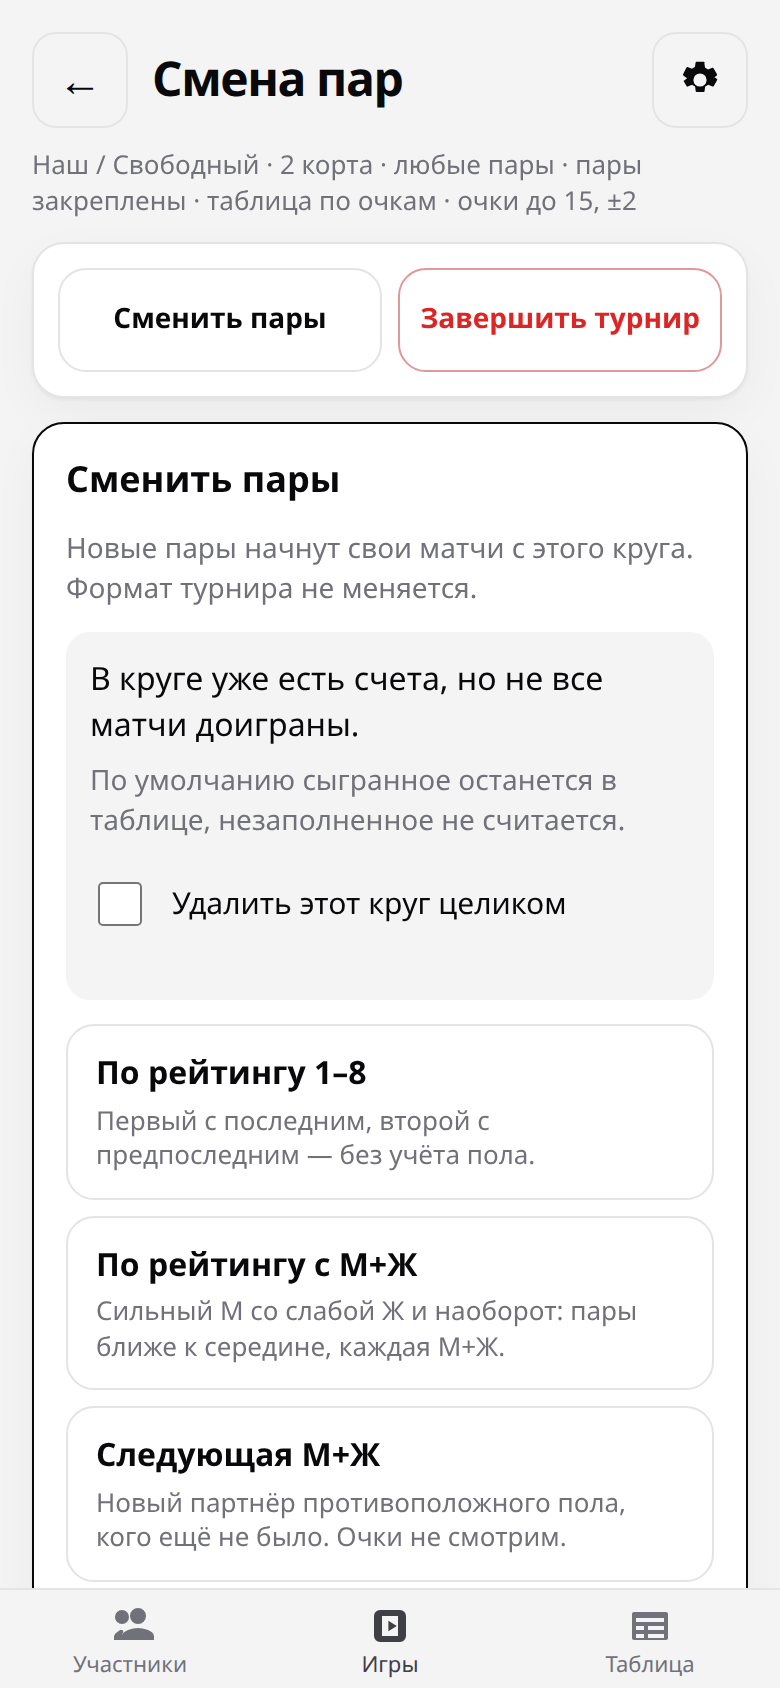 ←
Смена пар
Наш / Свободный · 2 корта · любые пары · пары
закреплены · таблица по очкам · очки до 15, ±2
Сменить пары
Завершить турнир
Сменить пары
Новые пары начнут свои матчи с этого круга.
Формат турнира не меняется.
В круге уже есть счета, но не все
матчи доиграны.
По умолчанию сыгранное останется в
таблице, незаполненное не считается.
Удалить этот круг целиком
По рейтингу 1–8
Первый с последним, второй с
предпоследним — без учёта пола.
По рейтингу с М+Ж
Сильный М со слабой Ж и наоборот: пары
ближе к середине, каждая М+Ж.
Следующая М+Ж
Новый партнёр противоположного пола,
кого ещё не было. Очки не смотрим.
Участники
Игры
Таблица